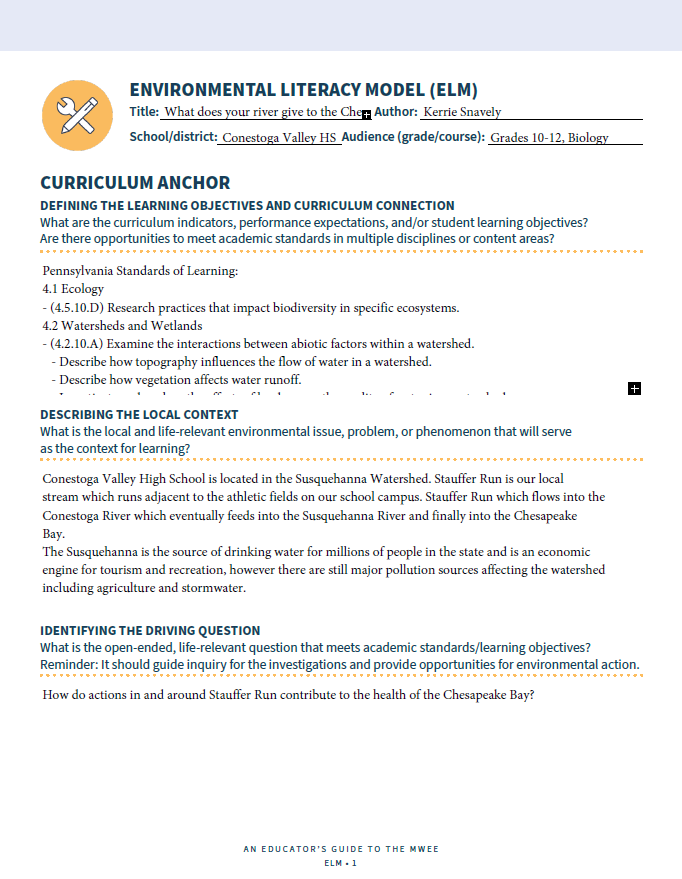 ENVIRONMENTAL LITERACY MODEL (ELM)
Title: What does your river give to the Che Author: Kerrie Snavely
School/district: Conestoga Valley HS Audience (grade/course): Grades 10-12, Biology
CURRICULUM ANCHOR
DEFINING THE LEARNING OBJECTIVES AND CURRICULUM CONNECTION
What are the curriculum indicators, performance expectations, and/or student learning objectives?
Are there opportunities to meet academic standards in multiple disciplines or content areas?
Pennsylvania Standards of Learning:
4.1 Ecology
- (4.5.10.D) Research practices that impact biodiversity in specific ecosystems.
4.2 Watersheds and Wetlands
- (4.2.10.A) Examine the interactions between abiotic factors within a watershed.
- Describe how topography influences the flow of water in a watershed.
- Describe how vegetation affects water runoff.
DESCRIBING THE LOCAL CONTEXT
What is the local and life-relevant environmental issue, problem, or phenomenon that will serve
as the context for learning?
Conestoga Valley High School is located in the Susquehanna Watershed. Stauffer Run is our local
stream which runs adjacent to the athletic fields on our school campus. Stauffer Run which flows into the
Conestoga River which eventually feeds into the Susquehanna River and finally into the Chesapeake
Bay.
The Susquehanna is the source of drinking water for millions of people in the state and is an economic
engine for tourism and recreation, however there are still major pollution sources affecting the watershed
including agriculture and stormwater.
IDENTIFYING THE DRIVING QUESTION
What is the open-ended, life-relevant question that meets academic standards/learning objectives?
Reminder: It should guide inquiry for the investigations and provide opportunities for environmental action.
How do actions in and around Stauffer Run contribute to the health of the Chesapeake Bay?
AN EDUCATOR'S GUIDE TO THE MWEE
ELM • 1